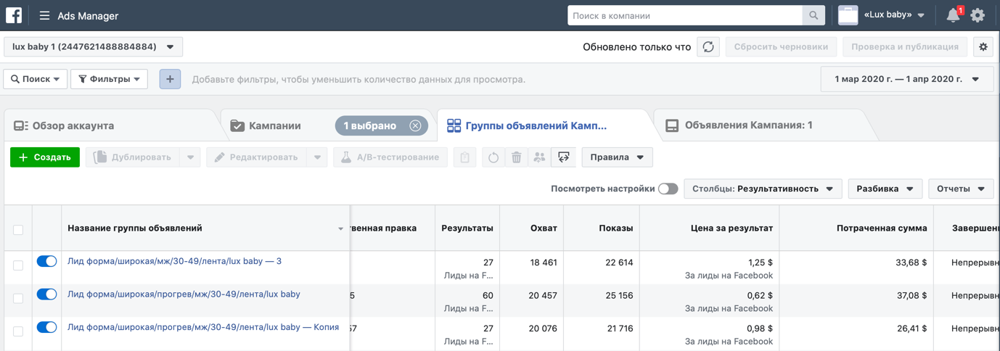 Ads Manager
Поиск в компании
«Lux baby»
1
lux baby 1 (2447621488884884)
Обновлено только что
Сбросить черновики
Проверка и публикация
Поиск
Фильтры
+
Добавьте фильтры, чтобы уменьшить количество данных для просмотра.
1 мар 2020 г. — 1 апр 2020 г.
Обзор аккаунта
Кампании
1 выбрано
Группы объявлений Камп...
Объявления Кампания: 1
+ Создать
Дублировать
Редактировать
A/B-тестирование
Правила
Посмотреть настройки
Столбцы: Результативность
Разбивка
Отчеты
Название группы объявлений
твенная правка
Результаты
Охват
Показы
Цена за результат
Потраченная сумма
Завершен
Лид форма/широкая/мж/30-49/лента/lux baby — 3
27
18 461
22 614
1,25 $
33,68 $
Непрерывн
Лиды на F...
За лиды на Facebook
Лид форма/широкая/прогрев/мж/30-49/лента/lux baby
5
60
20 457
25 156
0,62 $
37,08 $
Непрерывн
Лиды на F...
За лиды на Facebook
Лид форма/широкая/прогрев/мж/30-49/лента/lux baby — Копия
57
27
20 076
21 716
0,98 $
26,41 $
Непрерывн
Лиды на F...
За лиды на Facebook